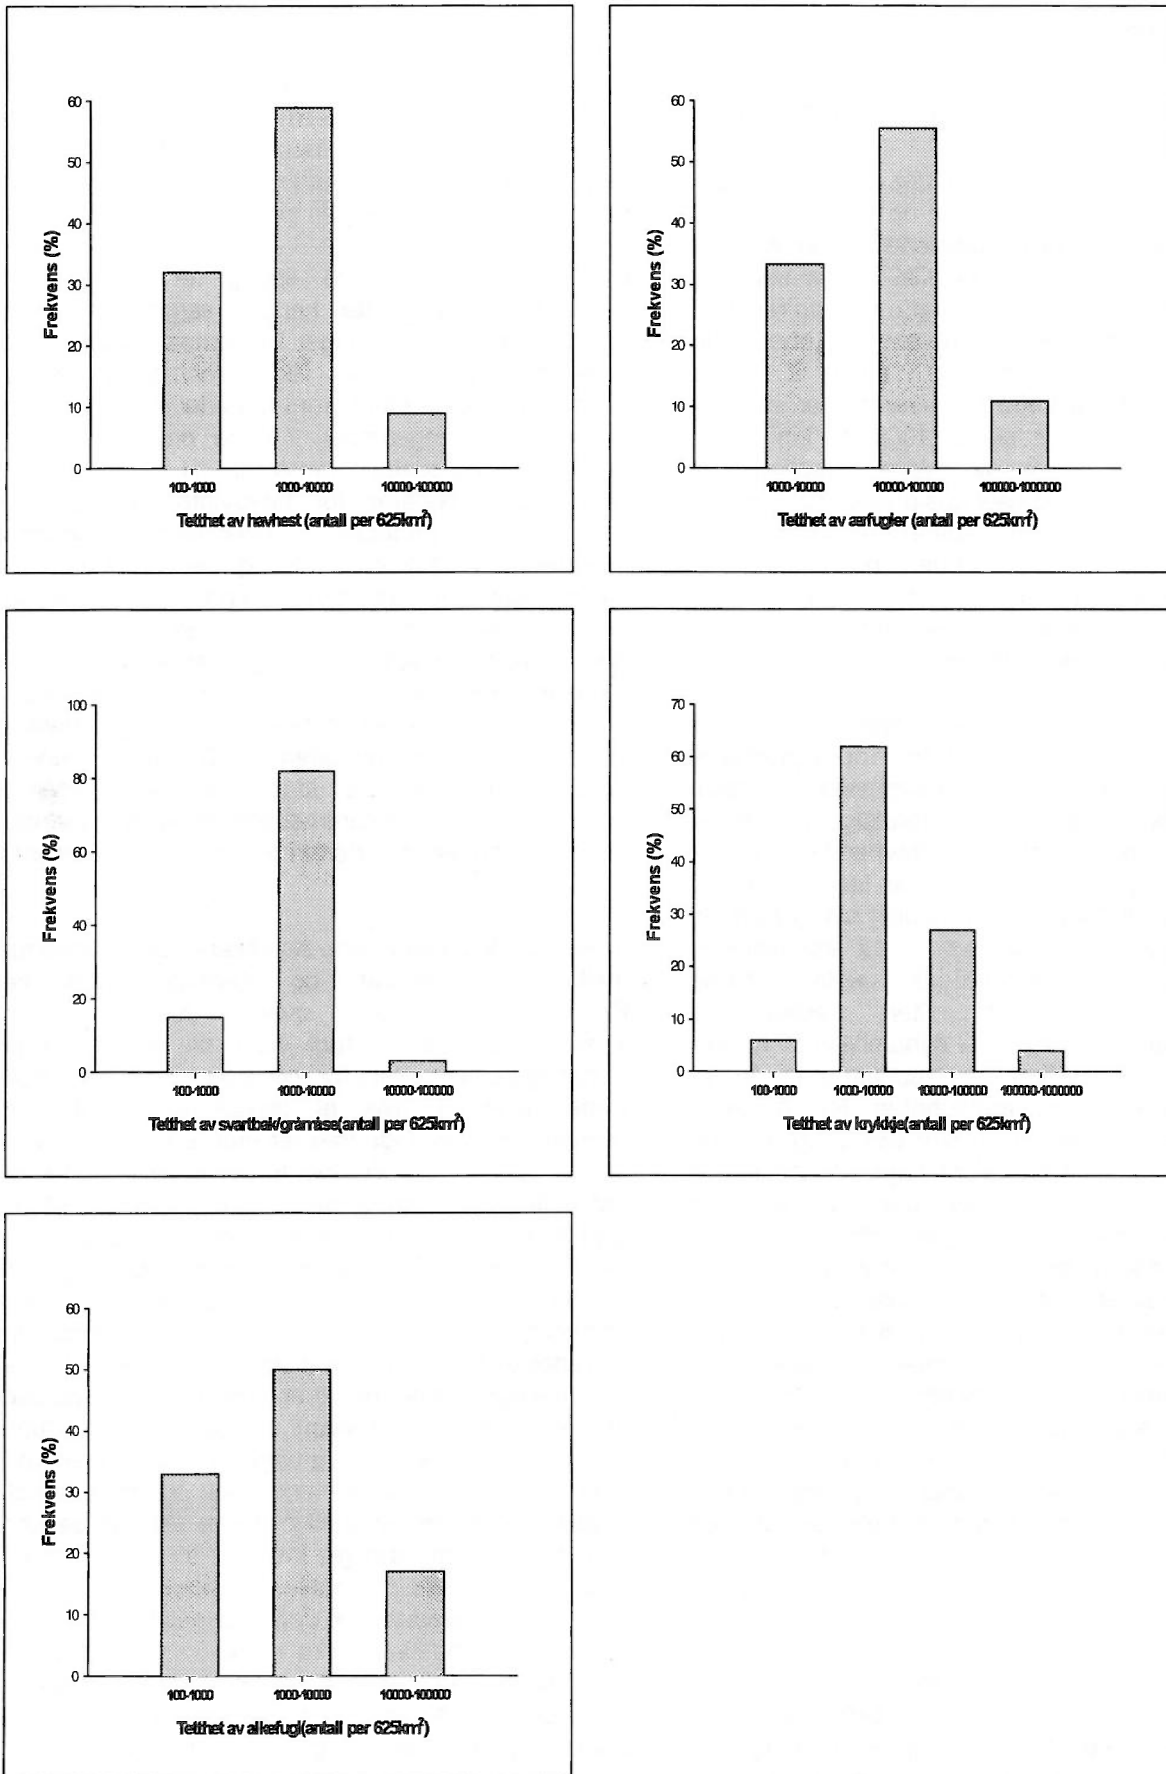 60
50
40
30
20
10
0
Frekvens (%)
100-1000 1000-10000 10000-100000
Tetthet av havhest (antall per 625km²)
60
50
40
30
20
10
0
Frekvens (%)
1000-10000 10000-100000 100000-1000000
Tetthet av ærfugler (antall per 625km²)
100
80
60
40
20
0
Frekvens (%)
100-1000 1000-10000 10000-100000
Tetthet av svartbak/gråmåse(antall per 625km²)
70
60
50
40
30
20
10
0
Frekvens (%)
100-1000 1000-10000 10000-100000 100000-1000000
Tetthet av krykkje(antall per 625km²)
60
50
40
30
20
10
0
Frekvens (%)
100-1000 1000-10000 10000-100000
Tetthet av alkefugl(antall per 625km²)